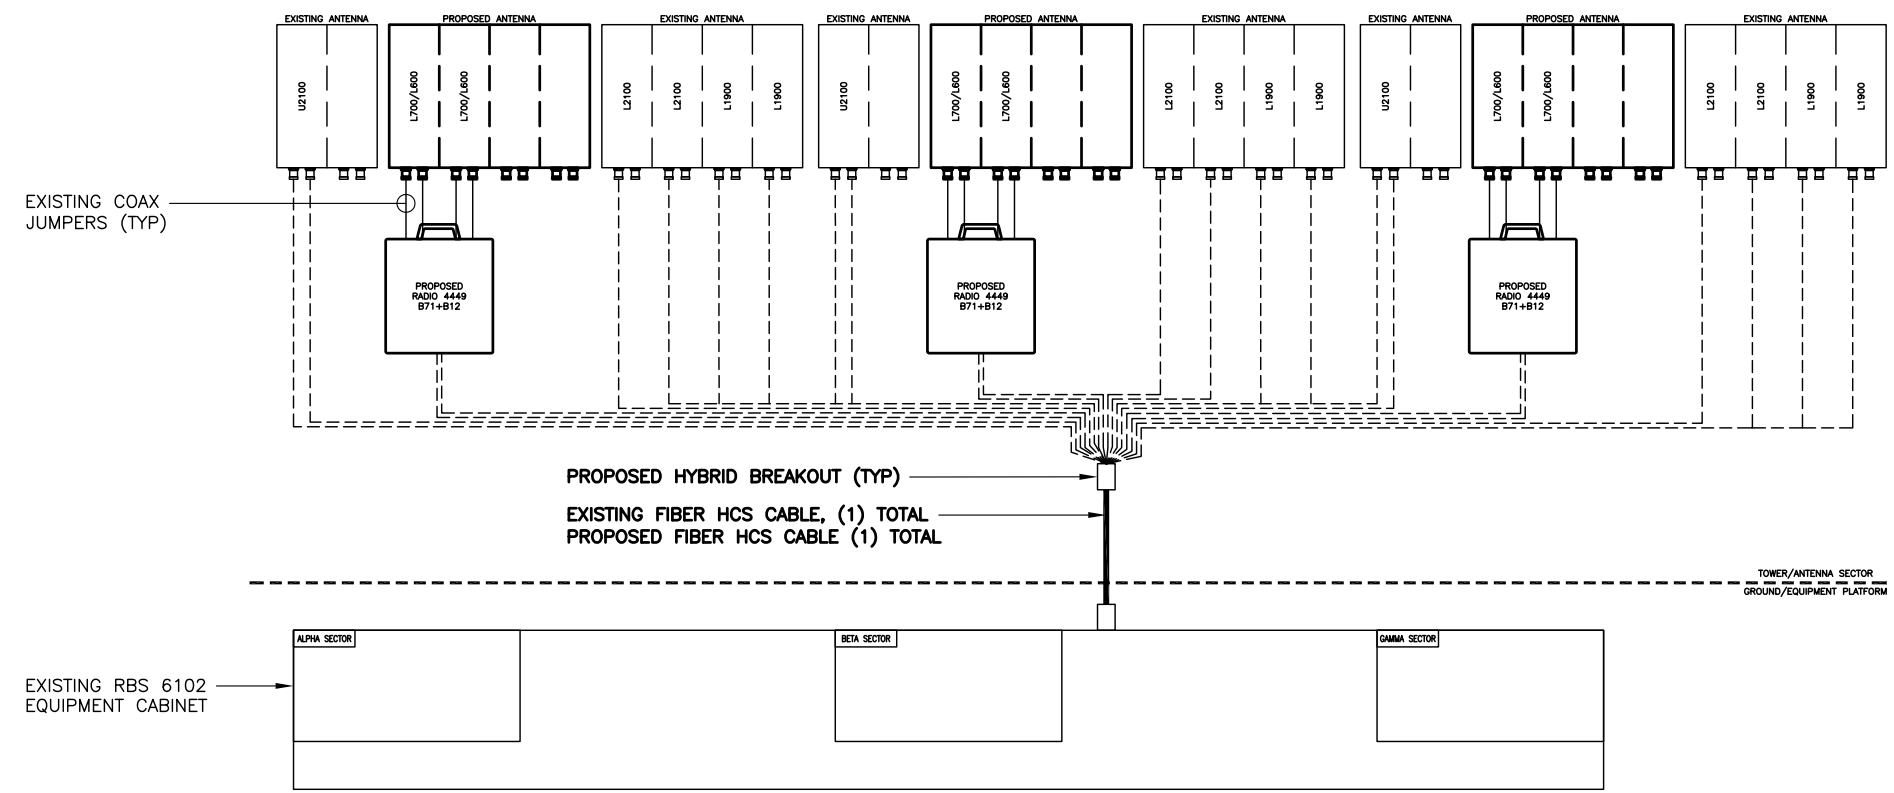 EXISTING ANTENNA
PROPOSED ANTENNA
EXISTING ANTENNA
EXISTING ANTENNA
PROPOSED ANTENNA
EXISTING ANTENNA
EXISTING ANTENNA
PROPOSED ANTENNA
EXISTING ANTENNA
U2100
L700/L600
L700/L600
L2100
L2100
L1900
L1900
U2100
L700/L600
L700/L600
L2100
L2100
L1900
L1900
U2100
L700/L600
L700/L600
L2100
L2100
L1900
L1900
EXISTING COAX
JUMPERS (TYP)
PROPOSED
RADIO 4449
B71+B12
PROPOSED
RADIO 4449
B71+B12
PROPOSED
RADIO 4449
B71+B12
PROPOSED HYBRID BREAKOUT (TYP)
EXISTING FIBER HCS CABLE, (1) TOTAL
PROPOSED FIBER HCS CABLE (1) TOTAL
TOWER/ANTENNA SECTOR
GROUND/EQUIPMENT PLATFORM
ALPHA SECTOR
BETA SECTOR
GAMMA SECTOR
EXISTING RBS 6102
EQUIPMENT CABINET